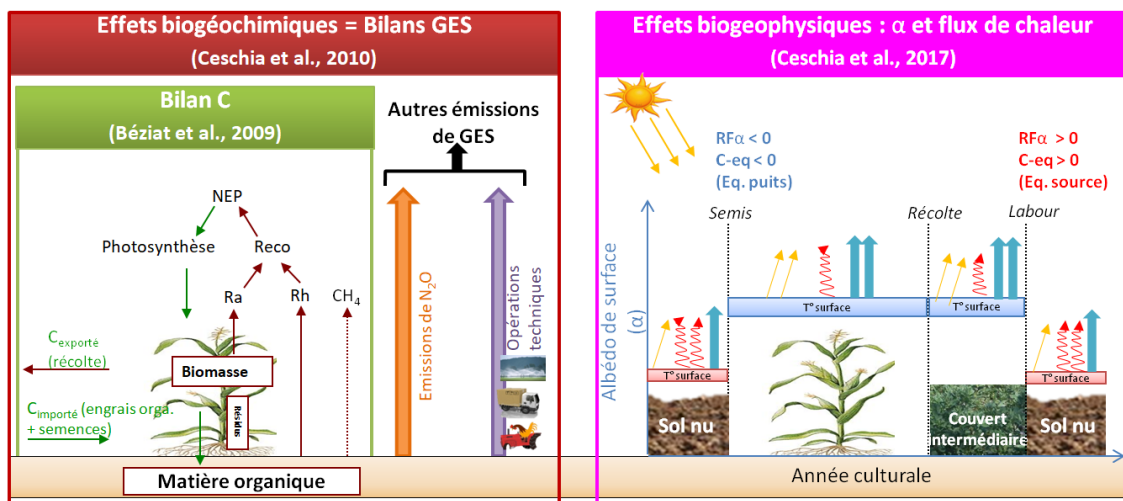 Effets biogéochimiques = Bilans GES
(Ceschia et al., 2010)
Bilan C
(Béziat et al., 2009)
Autres émissions
de GES
NEP
Photosynthèse
Reco
Ra
Rh
CH4
Cexporté
(récolte)
Biomasse
Résidus
Cimporté (engrais orga.
+ semences)
Matière organique
Emissions de N2O
Opérations
techniques
Effets biogeophysiques : α et flux de chaleur
(Ceschia et al., 2017)
RFα < 0
C-eq < 0
(Eq. puits)
RFα > 0
C-eq > 0
(Eq. source)
Semis
Récolte
Labour
Albédo de surface
(α)
T° surface
T° surface
T° surface
T° surface
Sol nu
Couvert
intermédiaire
Sol nu
Année culturale